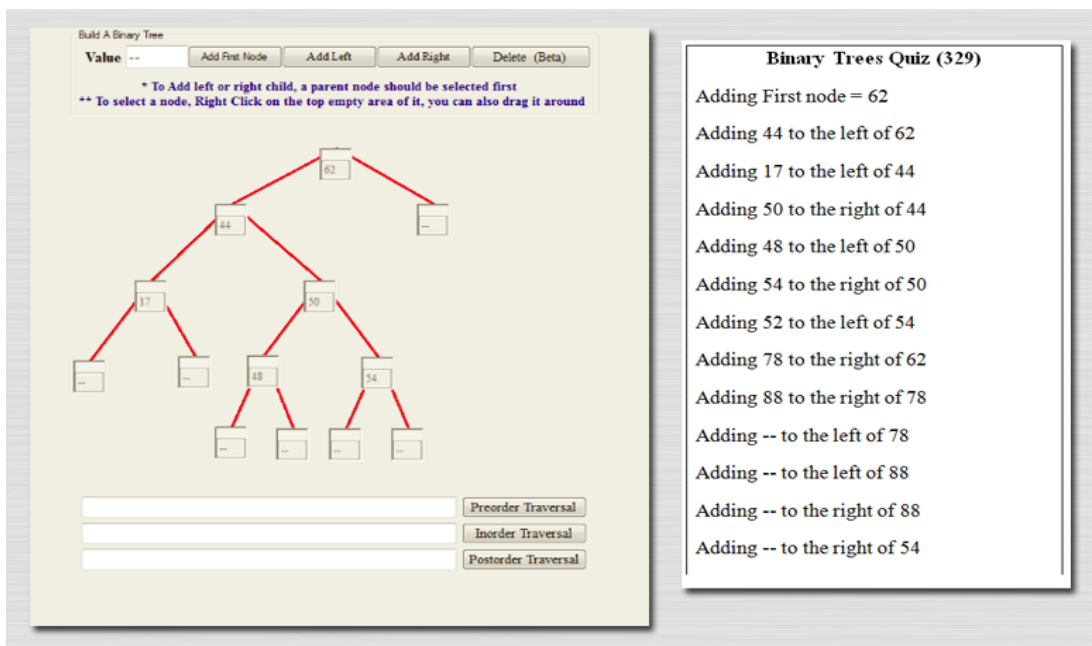 Build A Binary Tree
Value -- Add First Node Add Left Add Right Delete (Beta)
* To Add left or right child, a parent node should be selected first
** To select a node, Right Click on the top empty area of it, you can also drag it around
62
44 --
17 50
-- -- 48 54
-- -- -- --
Preorder Traversal
Inorder Traversal
Postorder Traversal
Binary Trees Quiz (329)
Adding First node = 62
Adding 44 to the left of 62
Adding 17 to the left of 44
Adding 50 to the right of 44
Adding 48 to the left of 50
Adding 54 to the right of 50
Adding 52 to the left of 54
Adding 78 to the right of 62
Adding 88 to the right of 78
Adding -- to the left of 78
Adding -- to the left of 88
Adding -- to the right of 88
Adding -- to the right of 54